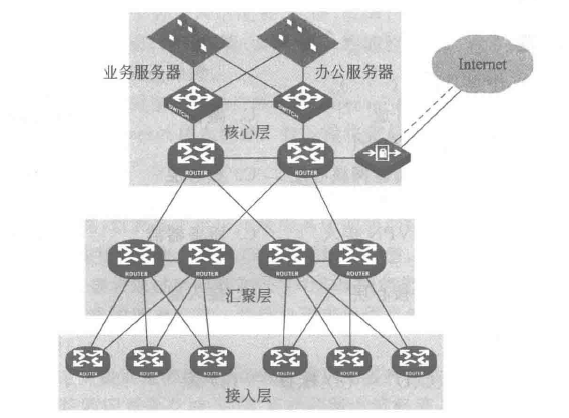 业务服务器
办公服务器
Internet
SWITCH
SWITCH
核心层
ROUTER
ROUTER
ROUTER
ROUTER
ROUTER
ROUTER
汇聚层
ROUTER
ROUTER
ROUTER
ROUTER
ROUTER
ROUTER
接入层